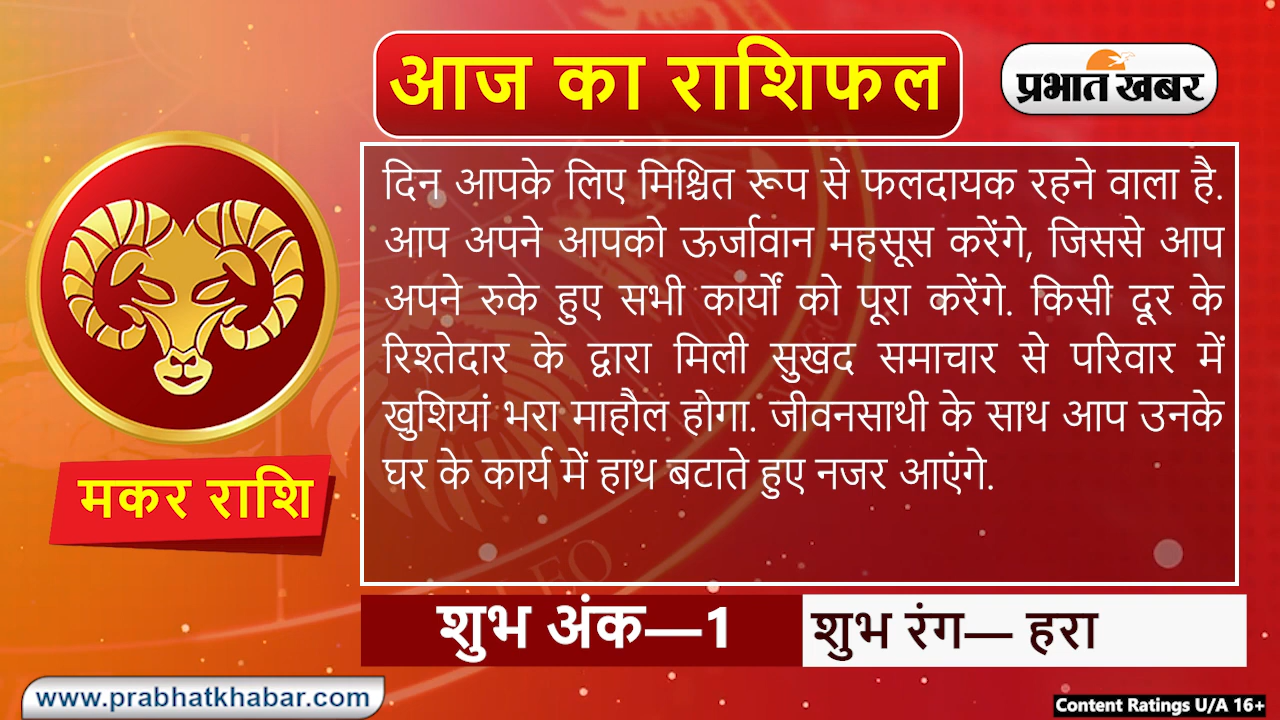 आज का राशिफल
प्रभात खबर
दिन आपके लिए मिश्रित रूप से फलदायक रहने वाला है.
आप अपने आपको ऊर्जावान महसूस करेंगे, जिससे आप
अपने रुके हुए सभी कार्यों को पूरा करेंगे. किसी दूर के
रिश्तेदार के द्वारा मिली सुखद समाचार से परिवार में
खुशियां भरा माहौल होगा. जीवनसाथी के साथ आप उनके
घर के कार्य में हाथ बटाते हुए नजर आएंगे.
मकर राशि
LEO
शुभ अंक—1
शुभ रंग— हरा
www.prabhatkhabar.com
Content Ratings U/A 16+